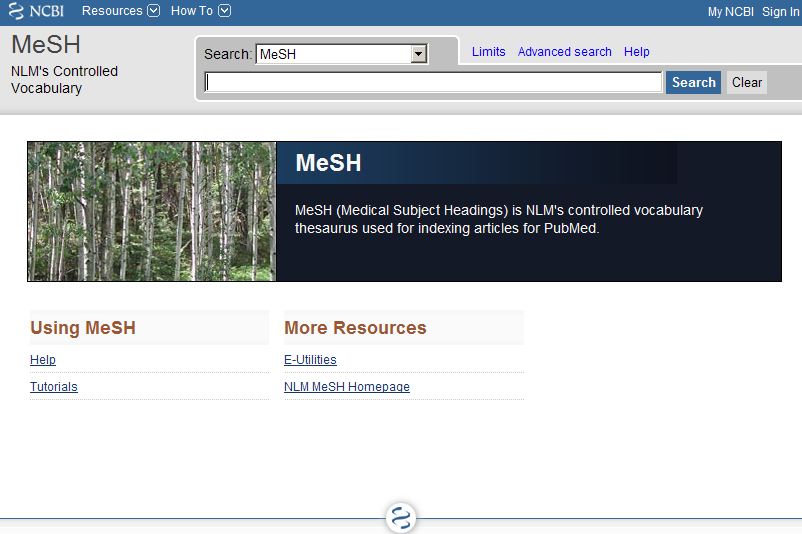 NCBI Resources How To My NCBI Sign In
MeSH
NLM's Controlled
Vocabulary
Search: MeSH
Limits Advanced search Help
Search Clear
MeSH
MeSH (Medical Subject Headings) is NLM's controlled vocabulary
thesaurus used for indexing articles for PubMed.
Using MeSH
Help
Tutorials
More Resources
E-Utilities
NLM MeSH Homepage